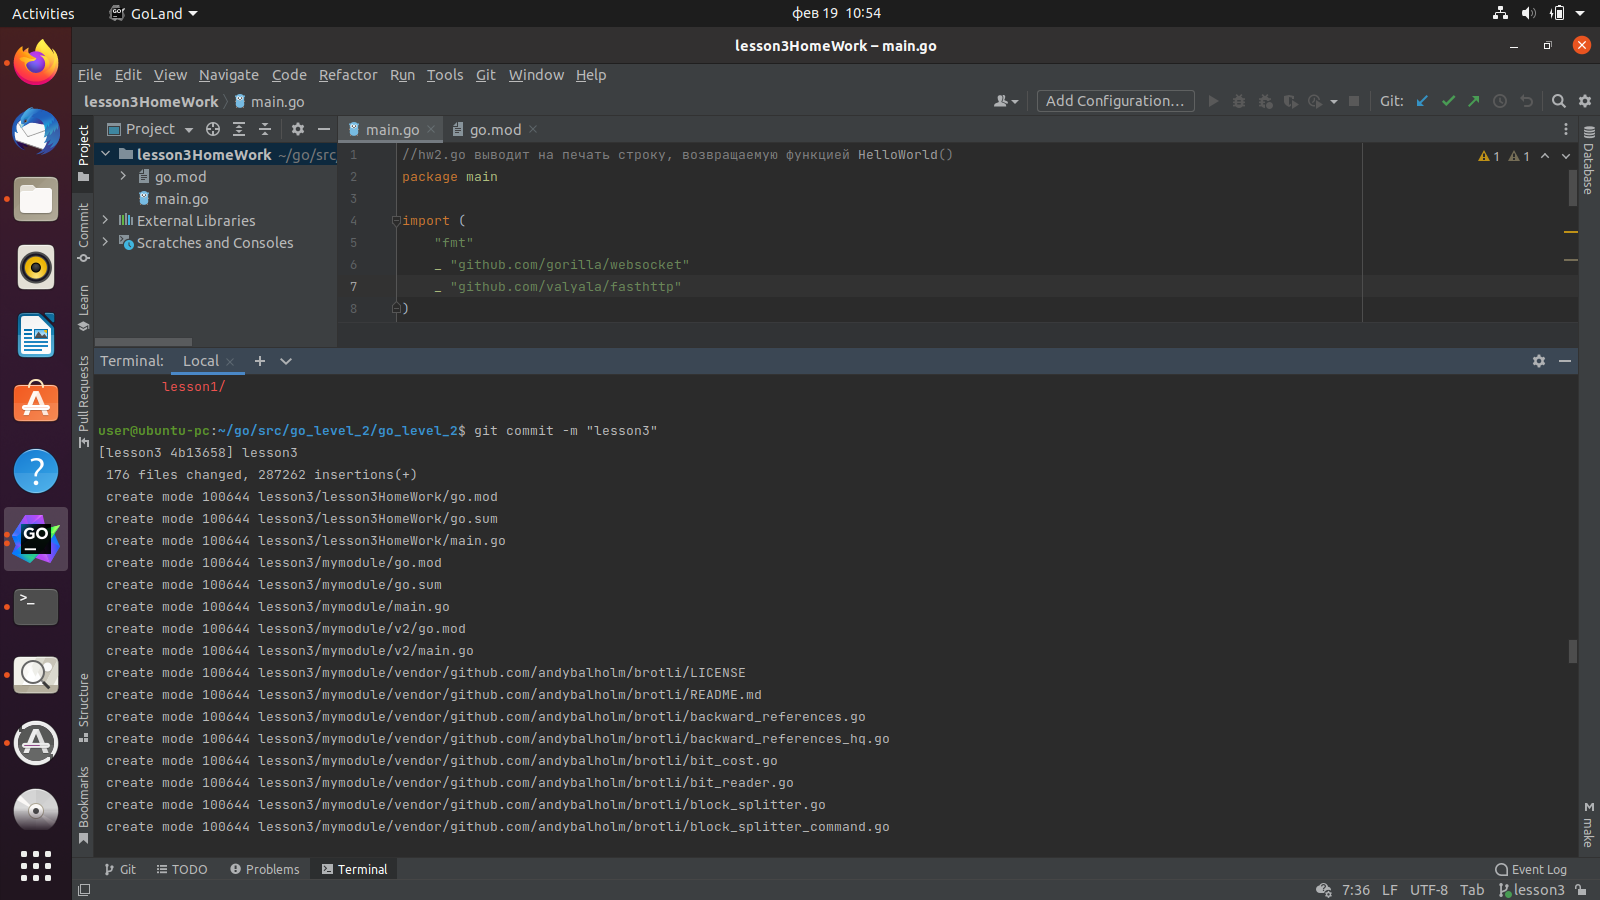 Activities GoLand фев 19 10:54
lesson3HomeWork – main.go
File Edit View Navigate Code Refactor Run Tools Git Window Help
lesson3HomeWork main.go Add Configuration... Git:
Project
Commit
Learn
Pull Requests
Structure
Bookmarks
Project
lesson3HomeWork ~/go/src/
go.mod
main.go
External Libraries
Scratches and Consoles
main.go go.mod
1 //hw2.go выводит на печать строку, возвращаемую функцией HelloWorld()
2 package main
3
4 import (
5 "fmt"
6 _ "github.com/gorilla/websocket"
7 _ "github.com/valyala/fasthttp"
8 )
1 1
Database
make
Terminal: Local
lesson1/
user@ubuntu-pc:~/go/src/go_level_2/go_level_2$ git commit -m "lesson3"
[lesson3 4b13658] lesson3
176 files changed, 287262 insertions(+)
create mode 100644 lesson3/lesson3HomeWork/go.mod
create mode 100644 lesson3/lesson3HomeWork/go.sum
create mode 100644 lesson3/lesson3HomeWork/main.go
create mode 100644 lesson3/mymodule/go.mod
create mode 100644 lesson3/mymodule/go.sum
create mode 100644 lesson3/mymodule/main.go
create mode 100644 lesson3/mymodule/v2/go.mod
create mode 100644 lesson3/mymodule/v2/main.go
create mode 100644 lesson3/mymodule/vendor/github.com/andybalholm/brotli/LICENSE
create mode 100644 lesson3/mymodule/vendor/github.com/andybalholm/brotli/README.md
create mode 100644 lesson3/mymodule/vendor/github.com/andybalholm/brotli/backward_references.go
create mode 100644 lesson3/mymodule/vendor/github.com/andybalholm/brotli/backward_references_hq.go
create mode 100644 lesson3/mymodule/vendor/github.com/andybalholm/brotli/bit_cost.go
create mode 100644 lesson3/mymodule/vendor/github.com/andybalholm/brotli/bit_reader.go
create mode 100644 lesson3/mymodule/vendor/github.com/andybalholm/brotli/block_splitter.go
create mode 100644 lesson3/mymodule/vendor/github.com/andybalholm/brotli/block_splitter_command.go
Git TODO Problems Terminal Event Log
7:36 LF UTF-8 Tab lesson3